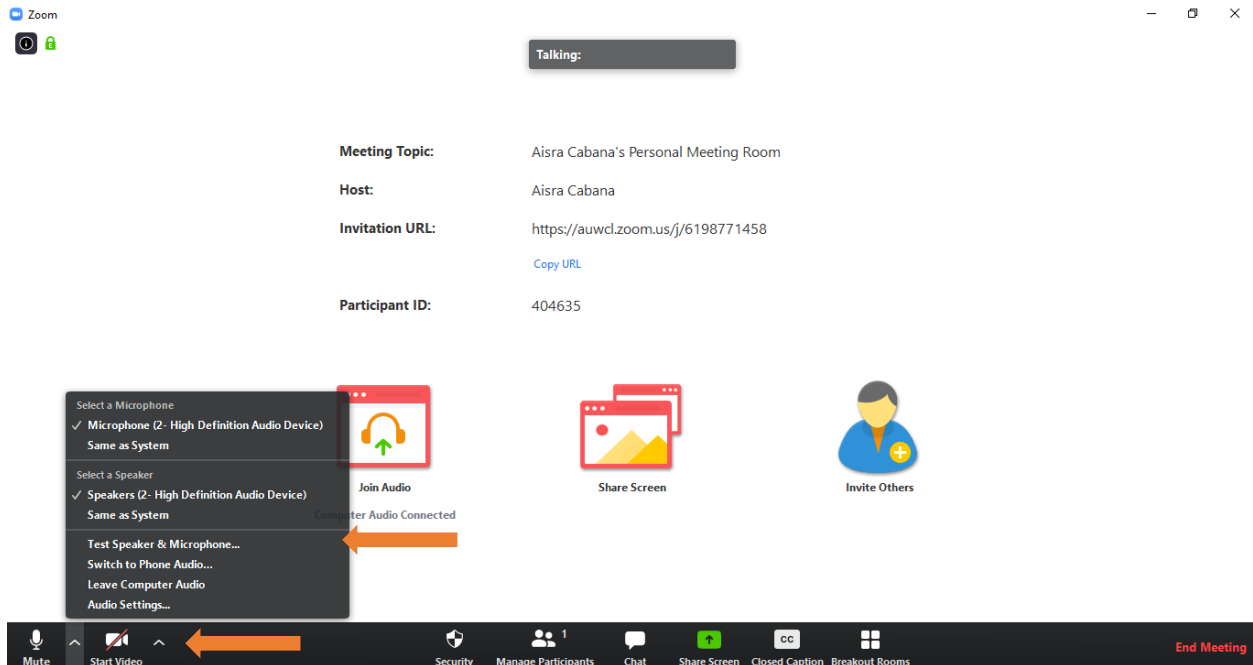 Zoom
Talking:
Meeting Topic: Aisra Cabana's Personal Meeting Room
Host: Aisra Cabana
Invitation URL: https://auwcl.zoom.us/j/6198771458
Copy URL
Participant ID: 404635
Select a Microphone
✓ Microphone (2- High Definition Audio Device)
Same as System
Select a Speaker
✓ Speakers (2- High Definition Audio Device)
Same as System
Test Speaker & Microphone...
Switch to Phone Audio...
Leave Computer Audio
Audio Settings...
Join Audio
Computer Audio Connected
Share Screen
Invite Others
Mute
Start Video
Security
1
Manage Participants
Chat
Share Screen
CC
Closed Caption
Breakout Rooms
End Meeting